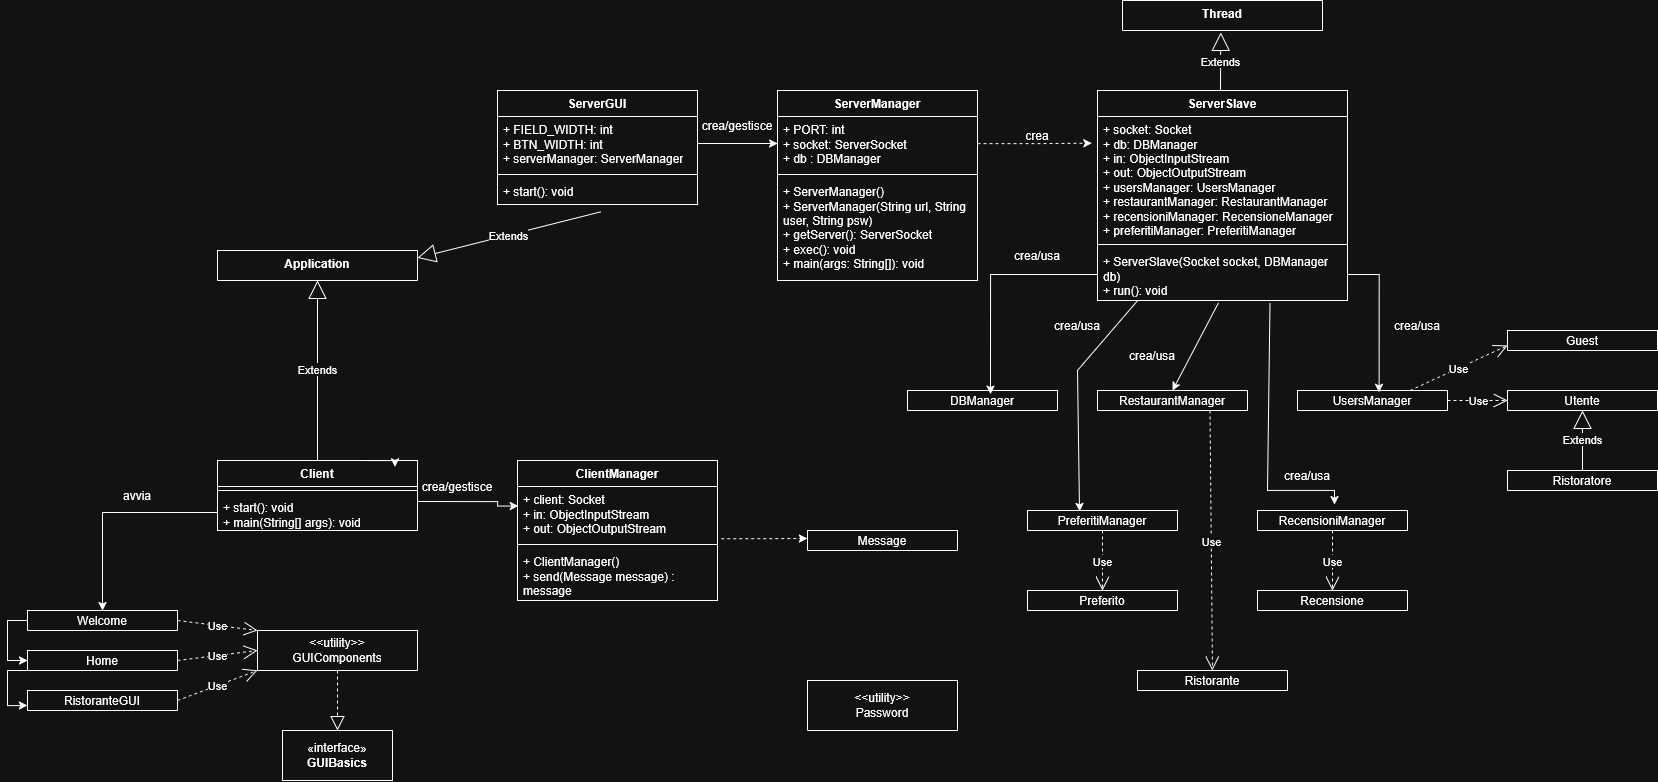 Thread
Extends
ServerGUI
+ FIELD_WIDTH: int
+ BTN_WIDTH: int
+ serverManager: ServerManager
+ start(): void
crea/gestisce
ServerManager
+ PORT: int
+ socket: ServerSocket
+ db : DBManager
+ ServerManager()
+ ServerManager(String url, String
user, String psw)
+ getServer(): ServerSocket
+ exec(): void
+ main(args: String[]): void
crea
ServerSlave
+ socket: Socket
+ db: DBManager
+ in: ObjectInputStream
+ out: ObjectOutputStream
+ usersManager: UsersManager
+ restaurantManager: RestaurantManager
+ recensioniManager: RecensioneManager
+ preferitiManager: PreferitiManager
+ ServerSlave(Socket socket, DBManager
db)
+ run(): void
Extends
Application
Extends
crea/usa
crea/usa
crea/usa
crea/usa
crea/usa
DBManager
RestaurantManager
UsersManager
Use
Guest
Use
Utente
Extends
Ristoratore
Client
+ start(): void
+ main(String[] args): void
crea/gestisce
ClientManager
+ client: Socket
+ in: ObjectInputStream
+ out: ObjectOutputStream
+ ClientManager()
+ send(Message message) :
message
Message
avvia
PreferitiManager
Use
Preferito
Use
RecensioniManager
Use
Recensione
Ristorante
Welcome
Home
RistoranteGUI
Use
Use
Use
<<utility>>
GUIComponents
«interface»
GUIBasics
<<utility>>
Password